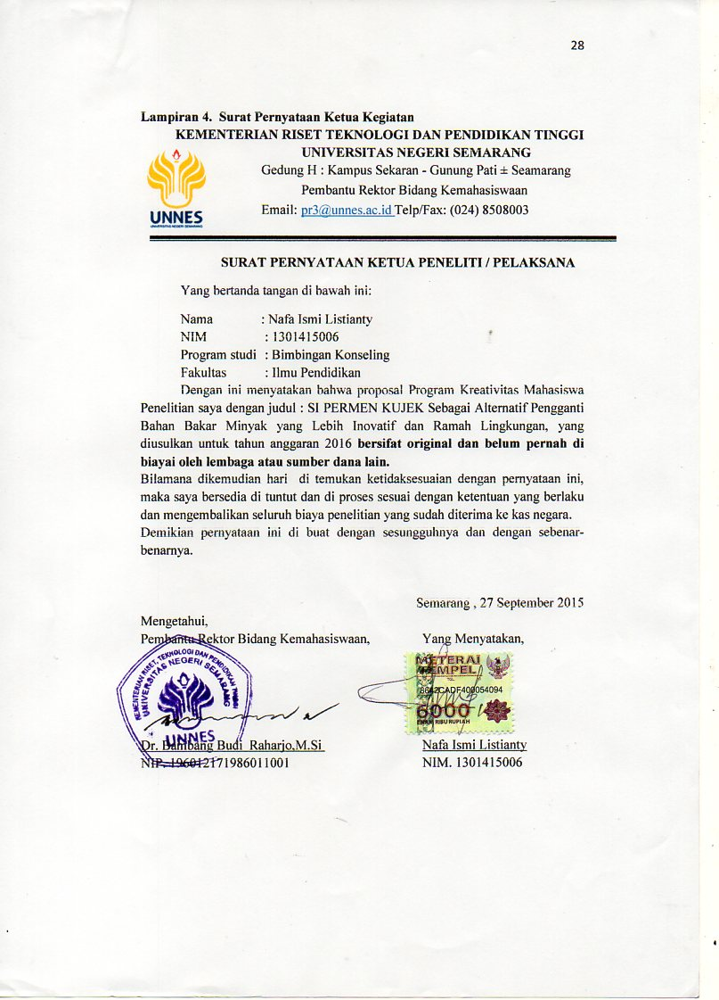 28
Lampiran 4. Surat Pernyataan Ketua Kegiatan
KEMENTERIAN RISET TEKNOLOGI DAN PENDIDIKAN TINGGI
UNIVERSITAS NEGERI SEMARANG
Gedung H : Kampus Sekaran - Gunung Pati ± Seamarang
Pembantu Rektor Bidang Kemahasiswaan
Email: pr3@unnes.ac.id Telp/Fax: (024) 8508003
UNNES
UNIVERSITAS NEGERI SEMARANG
SURAT PERNYATAAN KETUA PENELITI / PELAKSANA
Yang bertanda tangan di bawah ini:
Nama : Nafa Ismi Listianty
NIM : 1301415006
Program studi : Bimbingan Konseling
Fakultas : Ilmu Pendidikan
Dengan ini menyatakan bahwa proposal Program Kreativitas Mahasiswa
Penelitian saya dengan judul : SI PERMEN KUJEK Sebagai Alternatif Pengganti
Bahan Bakar Minyak yang Lebih Inovatif dan Ramah Lingkungan, yang
diusulkan untuk tahun anggaran 2016 bersifat original dan belum pernah di
biayai oleh lembaga atau sumber dana lain.
Bilamana dikemudian hari di temukan ketidaksesuaian dengan pernyataan ini,
maka saya bersedia di tuntut dan di proses sesuai dengan ketentuan yang berlaku
dan mengembalikan seluruh biaya penelitian yang sudah diterima ke kas negara.
Demikian pernyataan ini di buat dengan sesungguhnya dan dengan sebenar-
benarnya.
Semarang , 27 September 2015
Mengetahui,
Pembantu Rektor Bidang Kemahasiswaan,
Yang Menyatakan,
KEMENTERIAN RISET, TEKNOLOGI DAN PENDIDIKAN TINGGI
UNIVERSITAS NEGERI SEMARANG
UNNES
METERAI
TEMPEL
8642CADF400054094
6000
ENAM RIBU RUPIAH
Dr. Bambang Budi Raharjo,M.Si
NIP. 196012171986011001
Nafa Ismi Listianty
NIM. 1301415006